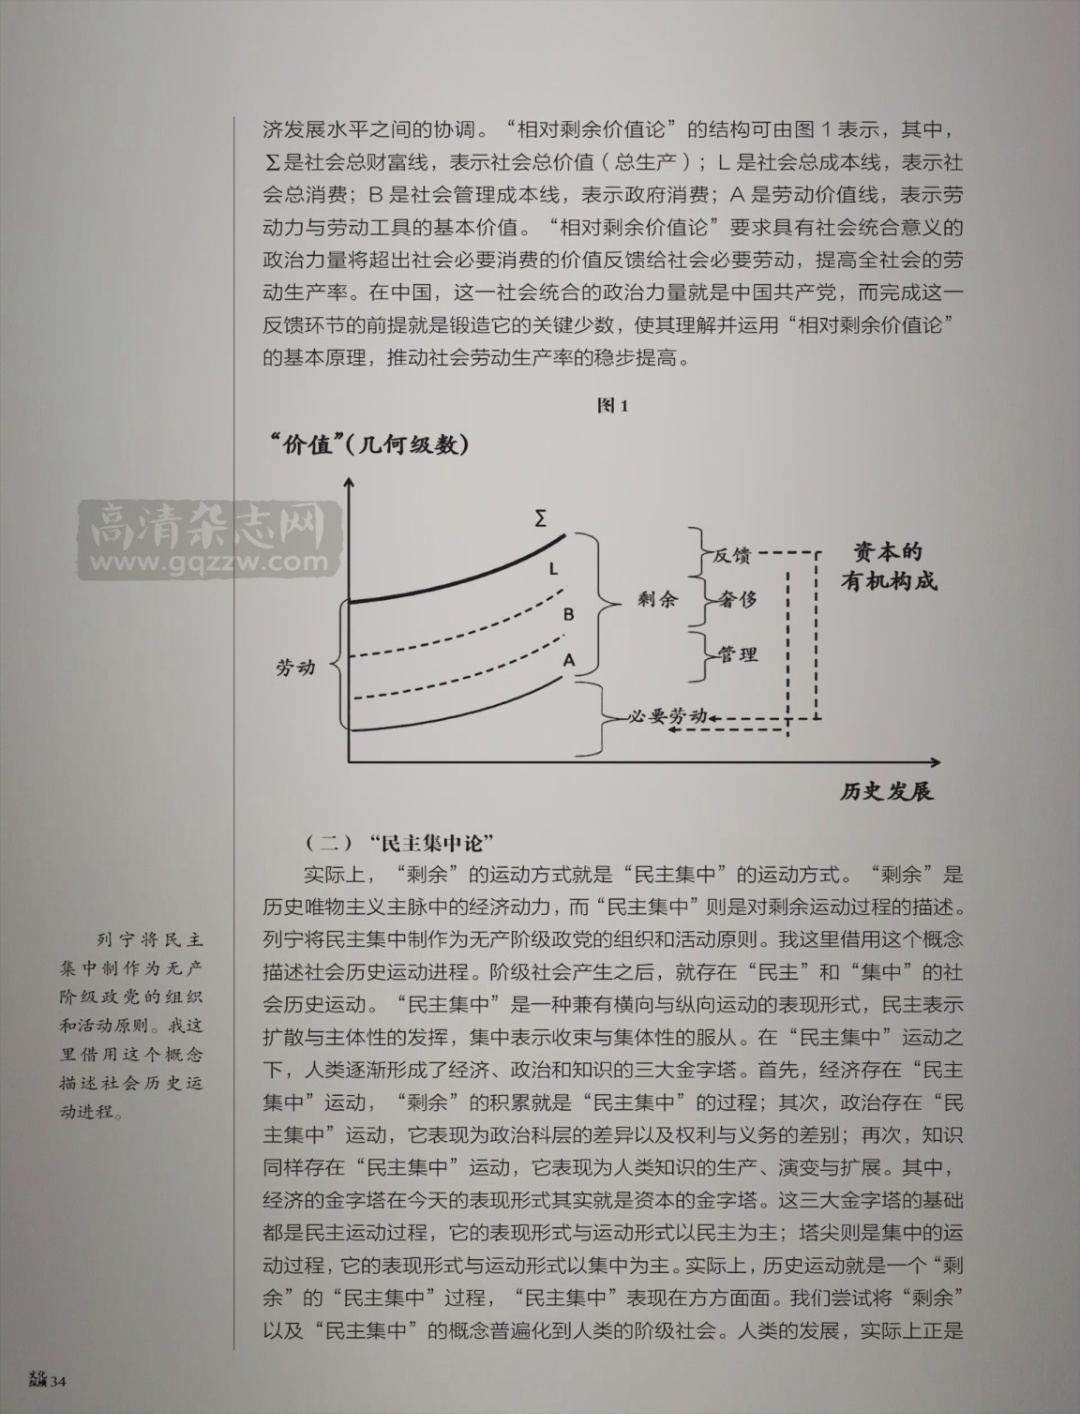 济发展水平之间的协调。“相对剩余价值论”的结构可由图1表示，其中，
Σ是社会总财富线，表示社会总价值（总生产）；L是社会总成本线，表示社
会总消费；B是社会管理成本线，表示政府消费；A是劳动价值线，表示劳
动力与劳动工具的基本价值。“相对剩余价值论”要求具有社会统合意义的
政治力量将超出社会必要消费的价值反馈给社会必要劳动，提高全社会的劳
动生产率。在中国，这一社会统合的政治力量就是中国共产党，而完成这一
反馈环节的前提就是锻造它的关键少数，使其理解并运用“相对剩余价值论”
的基本原理，推动社会劳动生产率的稳步提高。
图1
“价值”(几何级数)
高清杂志网
www.gqzzw.com
Σ
L
B
A
劳动
剩余
反馈
奢侈
管理
必要劳动
资本的
有机构成
历史发展
（二）“民主集中论”
实际上，“剩余”的运动方式就是“民主集中”的运动方式。“剩余”是
历史唯物主义主脉中的经济动力，而“民主集中”则是对剩余运动过程的描述。
列宁将民主集中制作为无产阶级政党的组织和活动原则。我这里借用这个概念
描述社会历史运动进程。阶级社会产生之后，就存在“民主”和“集中”的社
会历史运动。“民主集中”是一种兼有横向与纵向运动的表现形式，民主表示
扩散与主体性的发挥，集中表示收束与集体性的服从。在“民主集中”运动之
下，人类逐渐形成了经济、政治和知识的三大金字塔。首先，经济存在“民主
集中”运动，“剩余”的积累就是“民主集中”的过程；其次，政治存在“民
主集中”运动，它表现为政治科层的差异以及权利与义务的差别；再次，知识
同样存在“民主集中”运动，它表现为人类知识的生产、演变与扩展。其中，
经济的金字塔在今天的表现形式其实就是资本的金字塔。这三大金字塔的基础
都是民主运动过程，它的表现形式与运动形式以民主为主；塔尖则是集中的运
动过程，它的表现形式与运动形式以集中为主。实际上，历史运动就是一个“剩
余”的“民主集中”过程，“民主集中”表现在方方面面。我们尝试将“剩余”
以及“民主集中”的概念普遍化到人类的阶级社会。人类的发展，实际上正是
列宁将民主
集中制作为无产
阶级政党的组织
和活动原则。我这
里借用这个概念
描述社会历史运
动进程。
文化
纵横 34